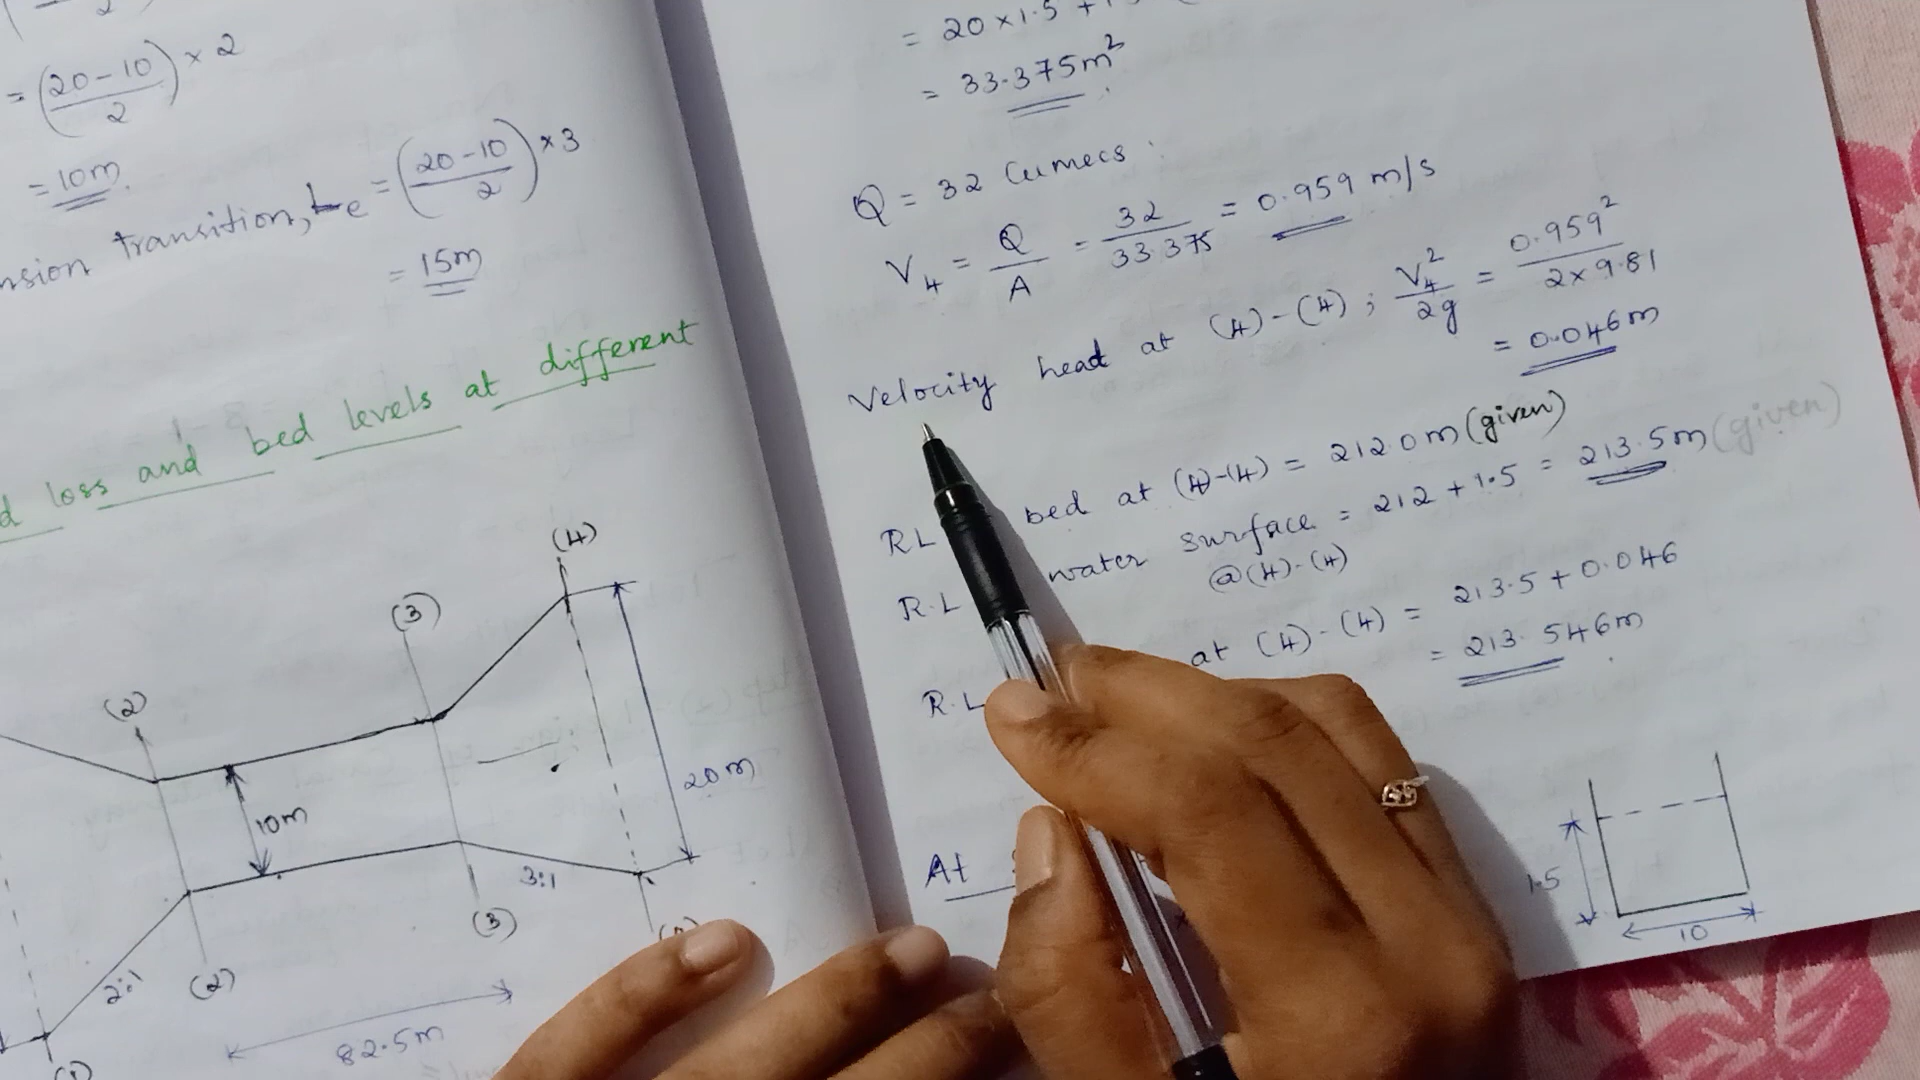 = (20-10/2) × 2
= 10m
transition, Le = (20-10/2) × 3
= 15m
loss and bed levels at different
(4)
(3)
(2)
10m
20m
3:1
(3)
(2)
2:1
82.5m
(1)
= 20 × 1.5 +
= 33.375m²
Q = 32 Cumecs
V4 = Q/A = 32/33.375 = 0.959 m/s
Velocity head at (4)-(4) ; V4²/2g = 0.959²/2×9.81
= 0.046m
RL bed at (4)-(4) = 212.0m (given)
R.L water surface = 212 + 1.5 = 213.5m (given)
@(4)-(4)
R.L at (4)-(4) = 213.5 + 0.046
= 213.546m
At
1.5
10